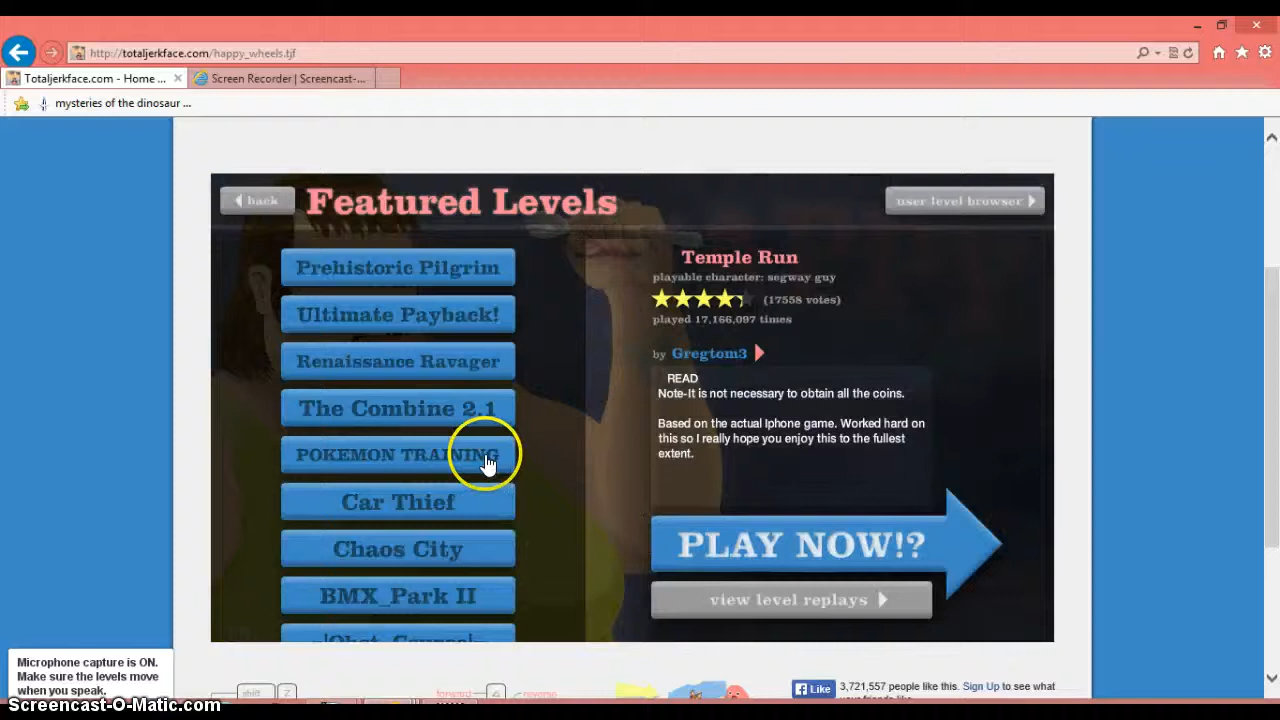 http://totaljerkface.com/happy_wheels.tjf
Totaljerkface.com - Home ...
Screen Recorder | Screencast-...
mysteries of the dinosaur ...
back
Featured Levels
user level browser
Prehistoric Pilgrim
Ultimate Payback!
Renaissance Ravager
The Combine 2.1
POKEMON TRAINING
Car Thief
Chaos City
BMX_Park II
Temple Run
playable character: segway guy
(17558 votes)
played 17,166,097 times
by Gregtom3
READ
Note-It is not necessary to obtain all the coins.
Based on the actual Iphone game. Worked hard on
this so I really hope you enjoy this to the fullest
extent.
PLAY NOW!?
view level replays
Microphone capture is ON.
Make sure the levels move
when you speak.
shift
Z
forward
reverse
Like
3,721,557 people like this. Sign Up to see what
Screencast-O-Matic.com